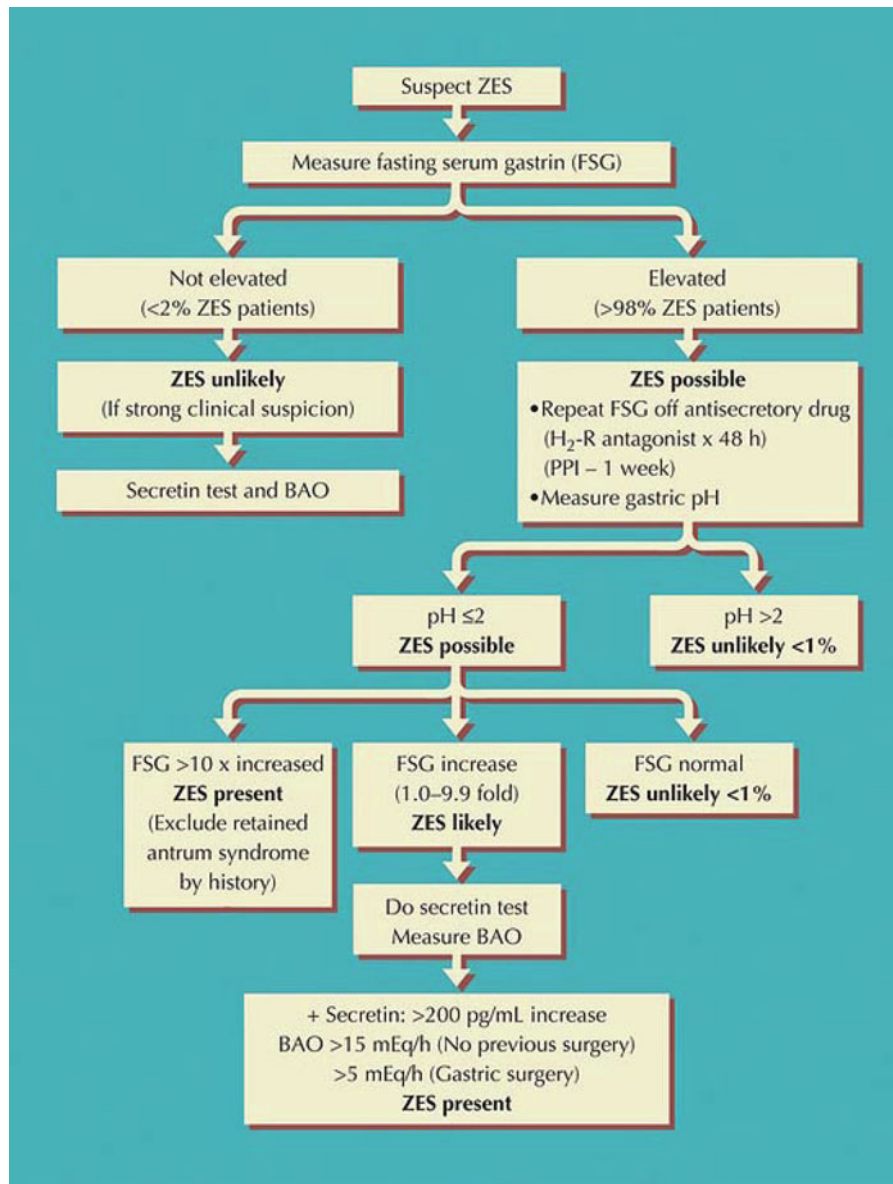 Suspect ZES
Measure fasting serum gastrin (FSG)
Not elevated
(<2% ZES patients)
Elevated
(>98% ZES patients)
ZES unlikely
(If strong clinical suspicion)
Secretin test and BAO
ZES possible
•Repeat FSG off antisecretory drug
(H₂-R antagonist x 48 h)
(PPI – 1 week)
•Measure gastric pH
pH ≤2
ZES possible
pH >2
ZES unlikely <1%
FSG >10 x increased
ZES present
(Exclude retained
antrum syndrome
by history)
FSG increase
(1.0–9.9 fold)
ZES likely
FSG normal
ZES unlikely <1%
Do secretin test
Measure BAO
+ Secretin: >200 pg/mL increase
BAO >15 mEq/h (No previous surgery)
>5 mEq/h (Gastric surgery)
ZES present